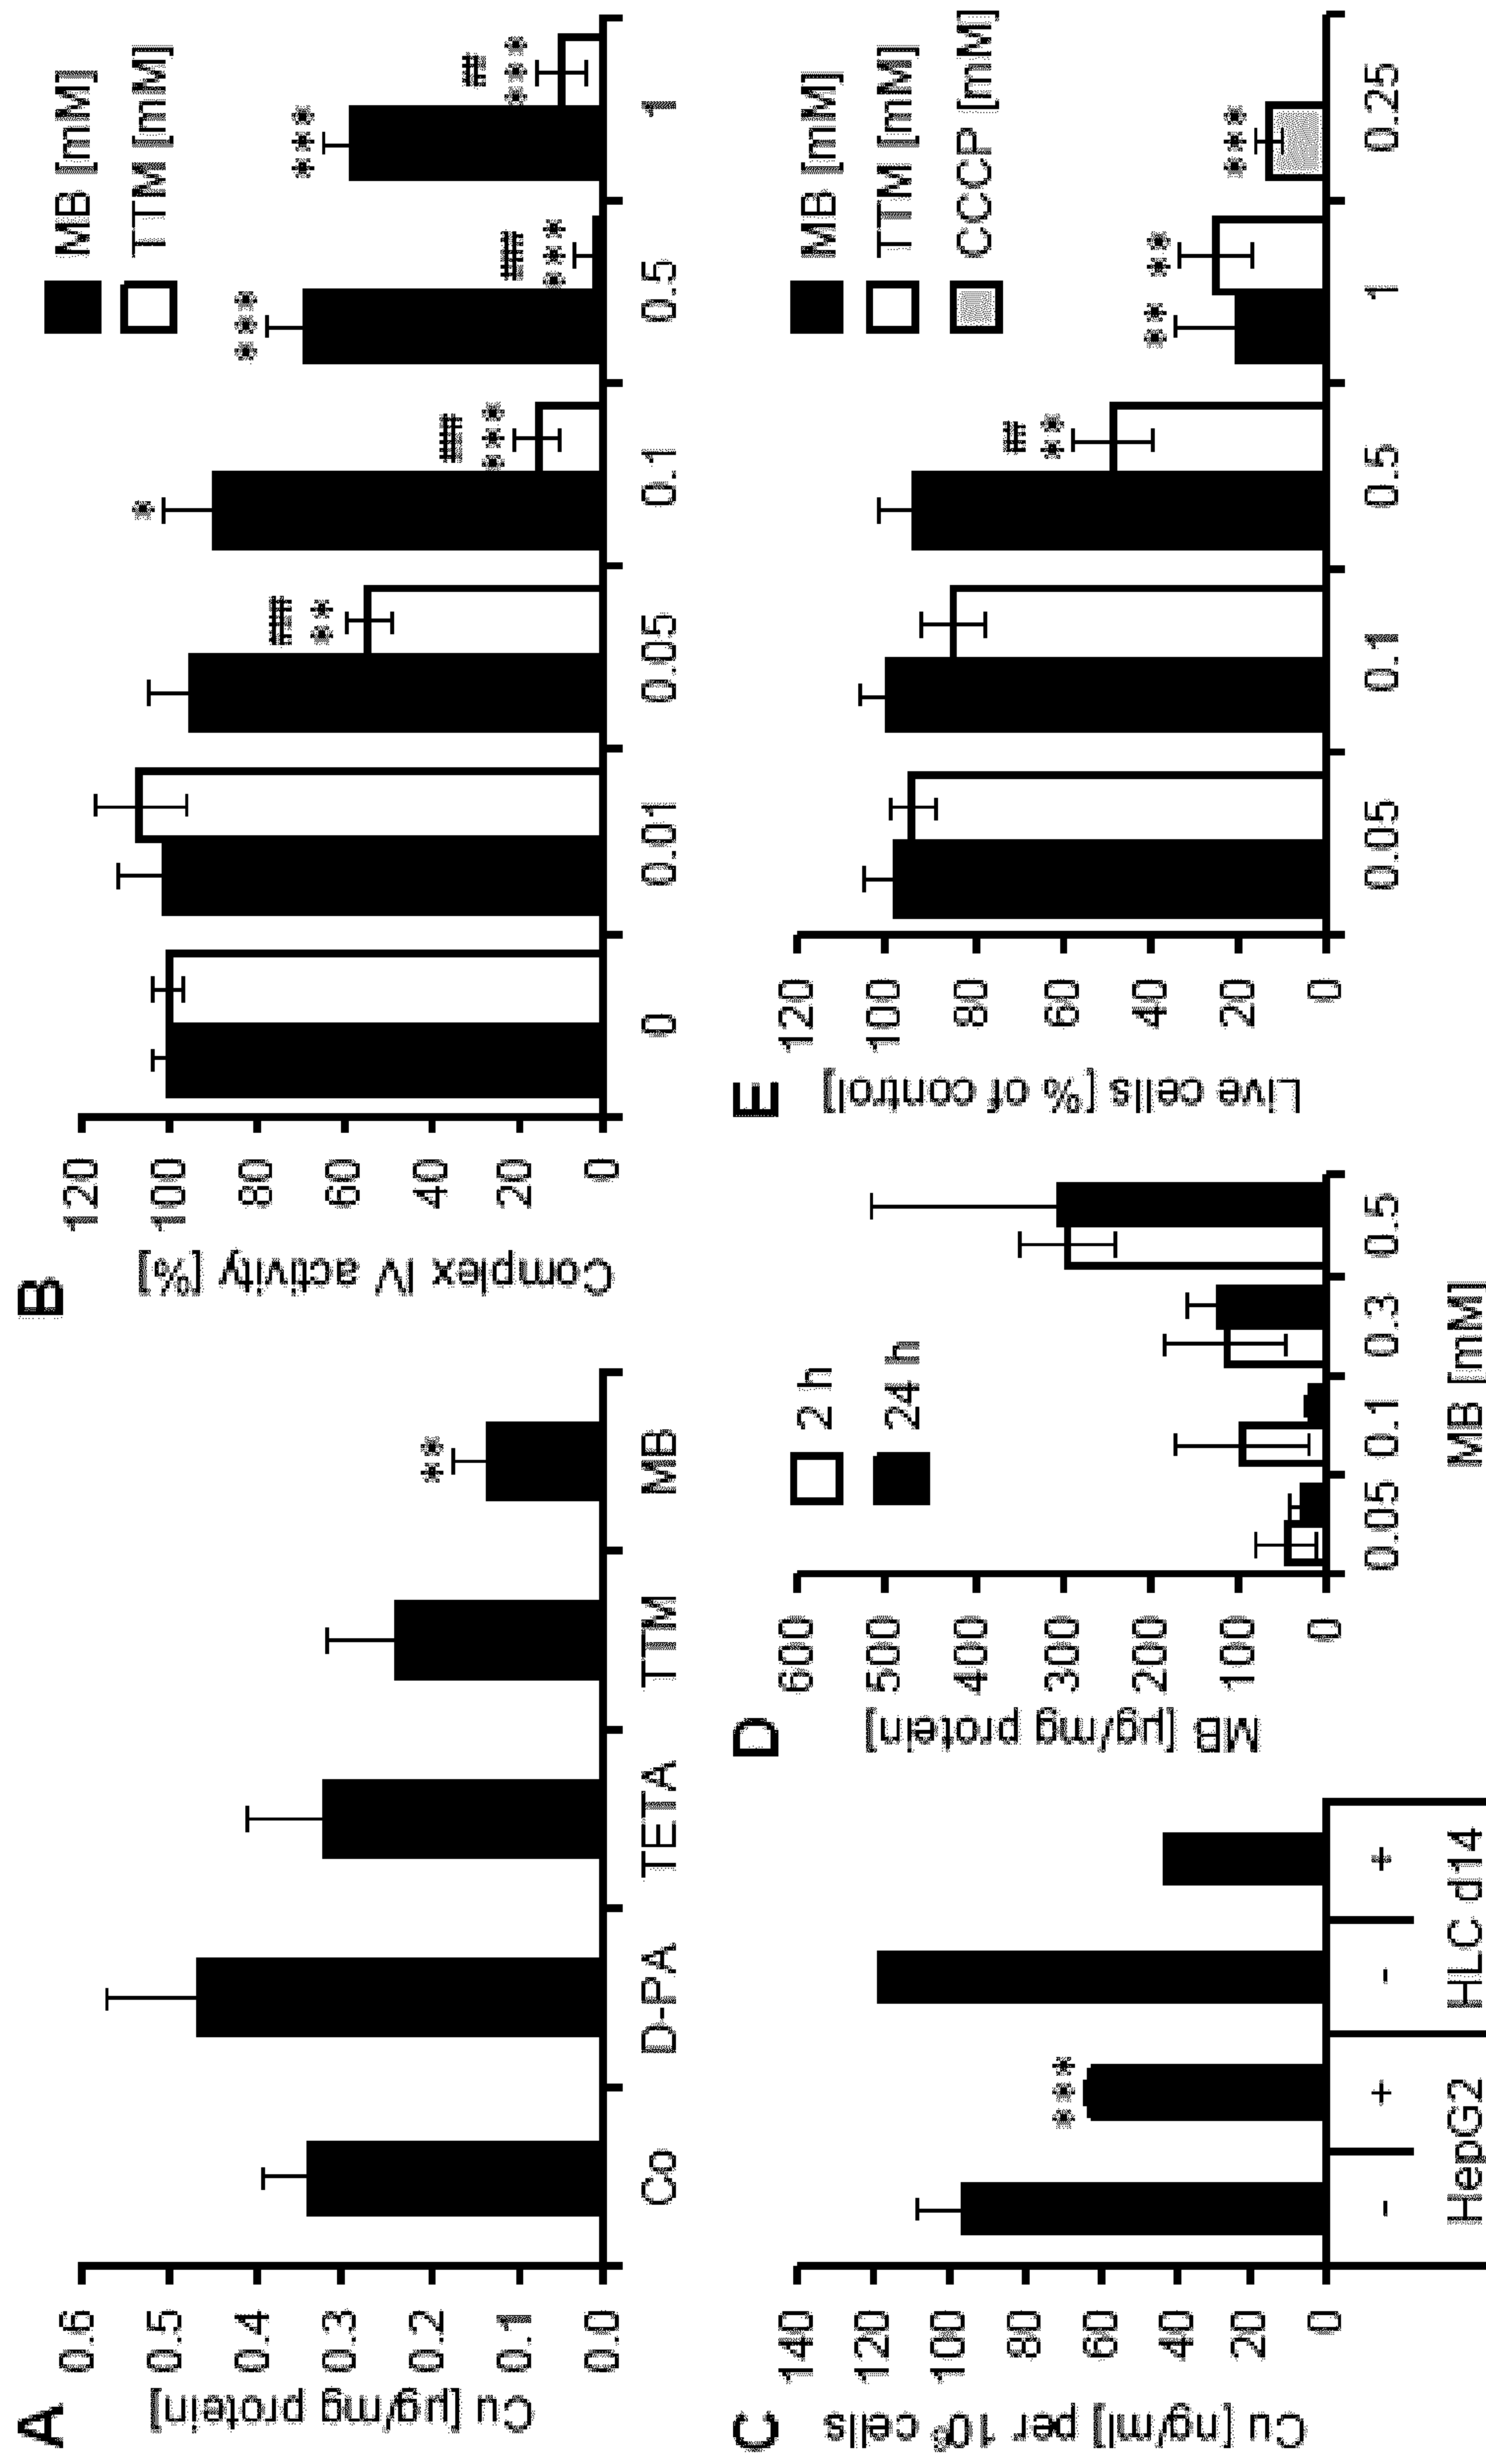 A
Cu [µg/mg protein]
0.6
0.5
0.4
0.3
0.2
0.1
0.0
**
Co
D-PA
TETA
TTM
MB
B
Complex IV activity [%]
120
100
80
60
40
20
0
MB [mM]
TTM [mM]
##
**
*
###
***
***
##
***
***
#
***
0
0.01
0.05
0.1
0.5
1
C
Cu [ng/ml] per 10⁶ cells
140
120
100
80
60
40
20
0
***
-
+
-
+
HepG2
HLC d14
D
MB [µg/mg protein]
600
500
400
300
200
100
0
2 h
24 h
0.05
0.1
0.3
0.5
MB [mM]
E
Live cells [% of control]
120
100
80
60
40
20
0
MB [mM]
TTM [mM]
CCCP [mM]
#
**
**
**
***
0.05
0.1
0.5
1
0.25